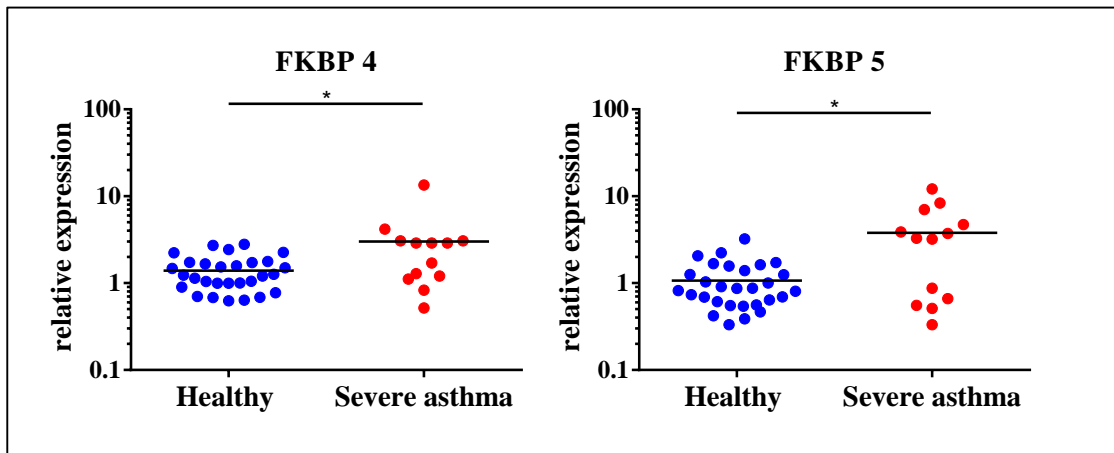 FKBP 4
*
relative expression
100
10
1
0.1
Healthy
Severe asthma
FKBP 5
*
relative expression
100
10
1
0.1
Healthy
Severe asthma